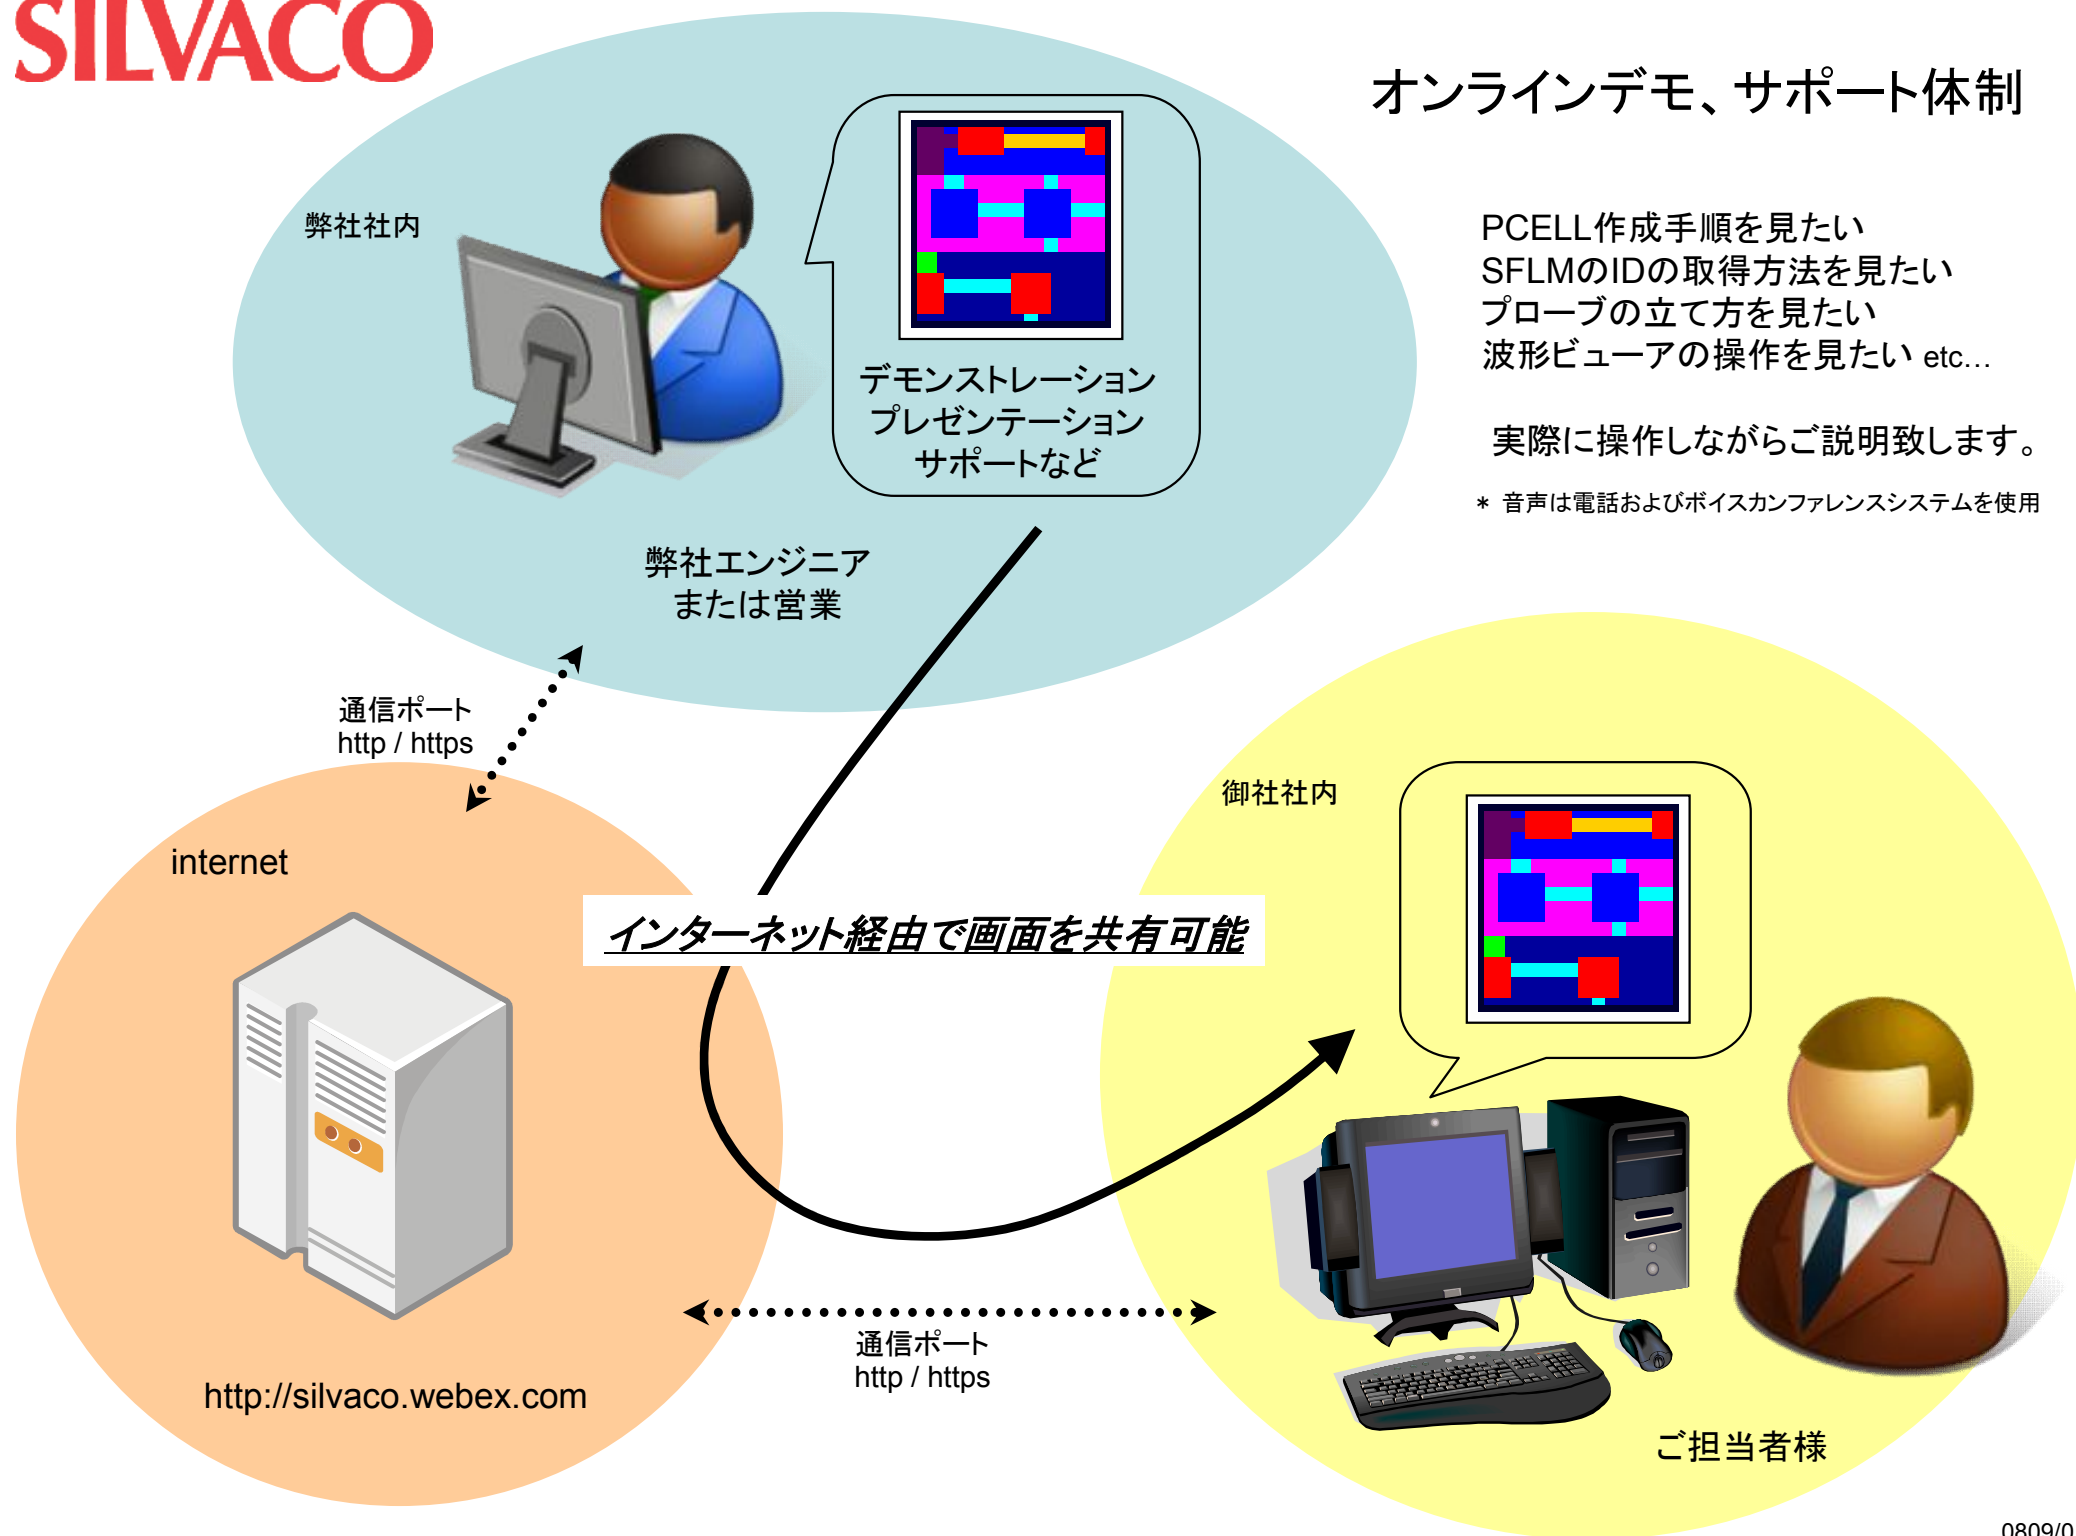 SILVACO
オンラインデモ、サポート体制
弊社社内
PCELL作成手順を見たい
SFLMのIDの取得方法を見たい
プローブの立て方を見たい
波形ビューアの操作を見たい etc…
デモンストレーション
プレゼンテーション
サポートなど
実際に操作しながらご説明致します。
* 音声は電話およびボイスカンファレンスシステムを使用
弊社エンジニア
または営業
通信ポート
http / https
御社社内
internet
インターネット経由で画面を共有可能
通信ポート
http / https
http://silvaco.webex.com
ご担当者様
0809/0